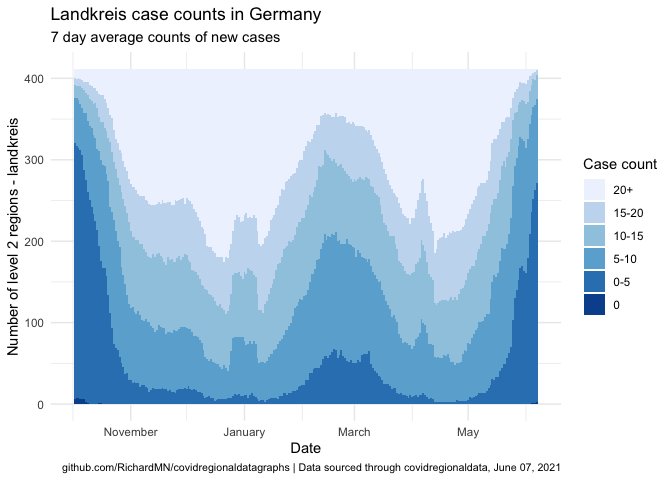 Landkreis case counts in Germany
7 day average counts of new cases
Number of level 2 regions - landkreis
400
300
200
100
0
November
January
March
May
Date
Case count
20+
15-20
10-15
5-10
0-5
0
github.com/RichardMN/covidregionaldatagraphs | Data sourced through covidregionaldata, June 07, 2021